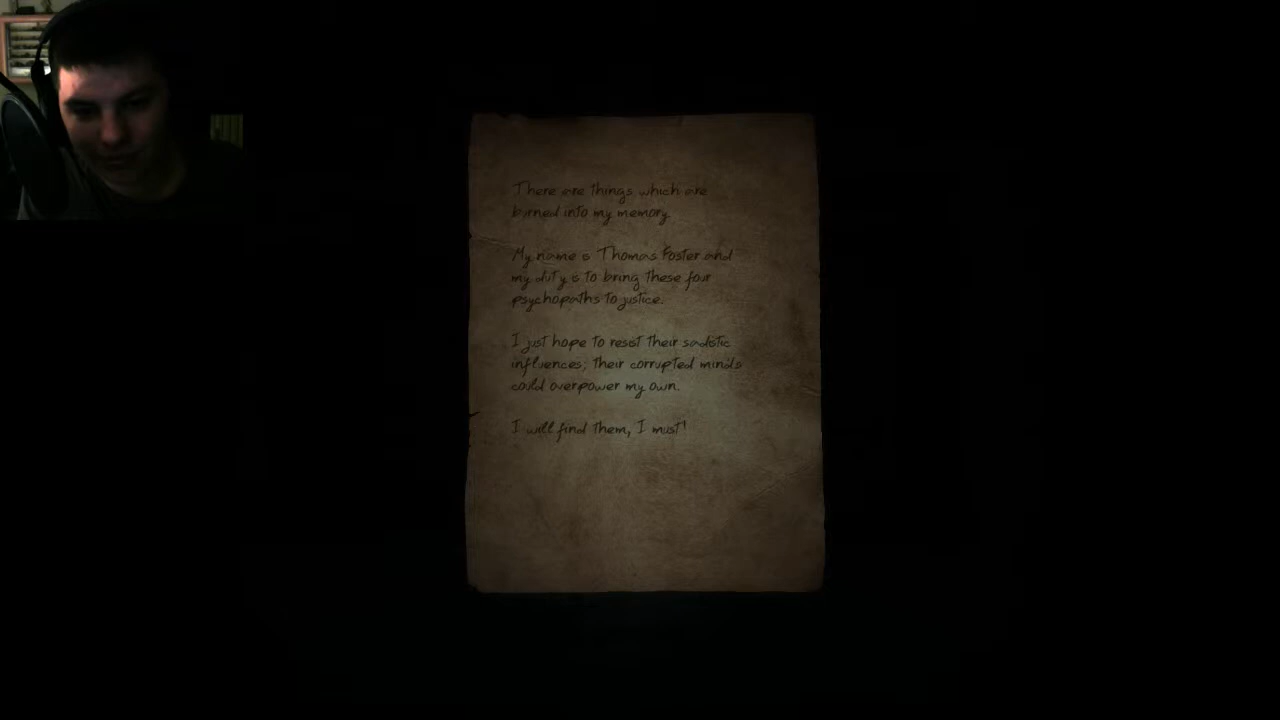 There are things which are
burned into my memory
My name is Thomas Foster and
my duty is to bring these four
psychopaths to justice.
I just hope to resist their sadistic
influences; their corrupted minds
could overpower my own.
I will find them, I must!